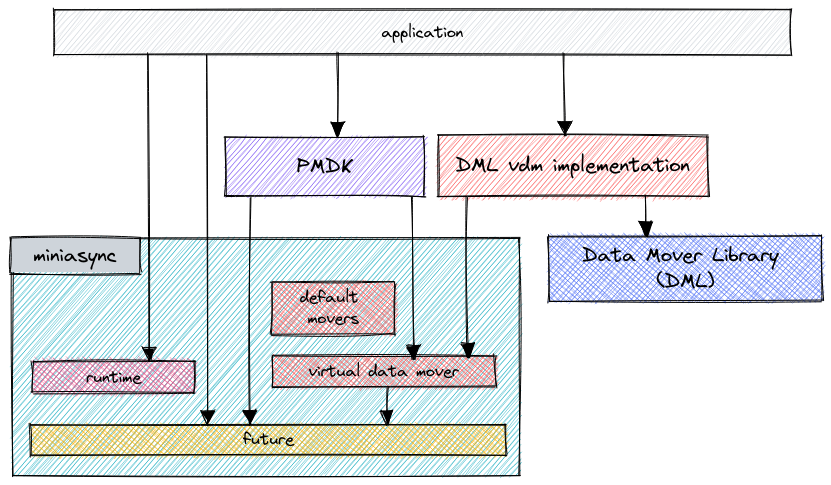 application
PMDK
DML vdm implementation
miniasync
Data Mover Library
(DML)
default
movers
runtime
virtual data mover
future